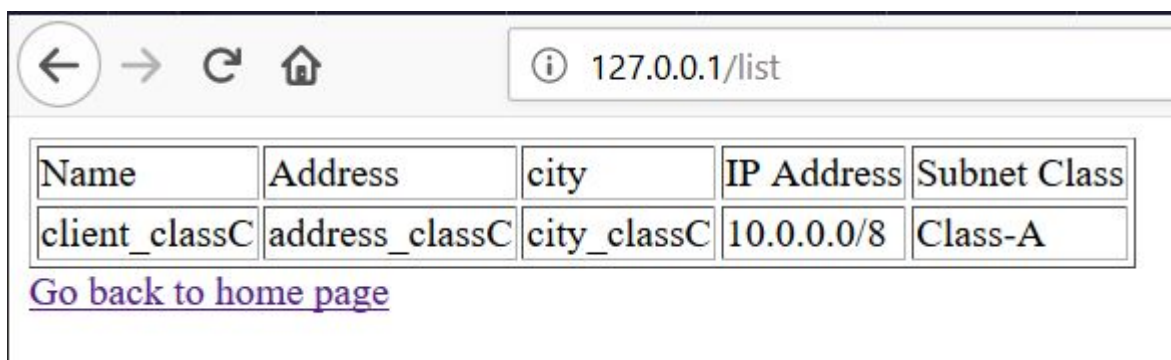 127.0.0.1/list
Name Address city IP Address Subnet Class
client_classC address_classC city_classC 10.0.0.0/8 Class-A
Go back to home page